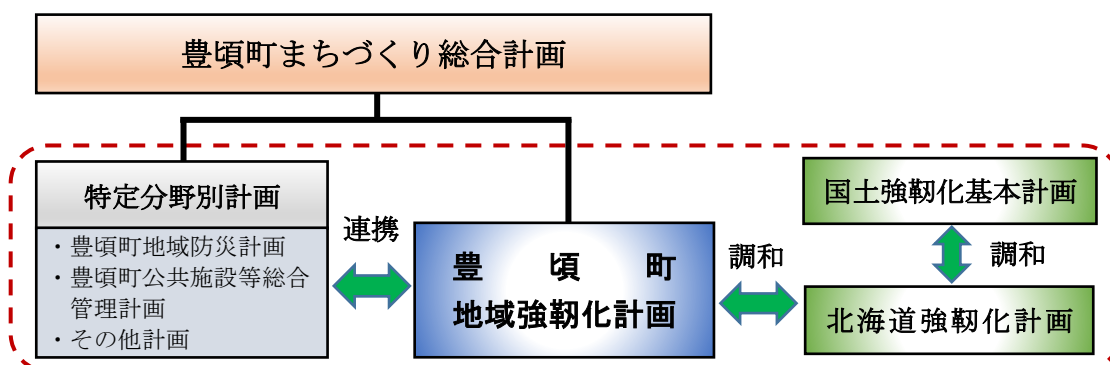 豊頃町まちづくり総合計画
特定分野別計画
・豊頃町地域防災計画
・豊頃町公共施設等総合
管理計画
・その他計画
連携
豊頃町
地域強靭化計画
調和
国土強靭化基本計画
調和
北海道強靭化計画